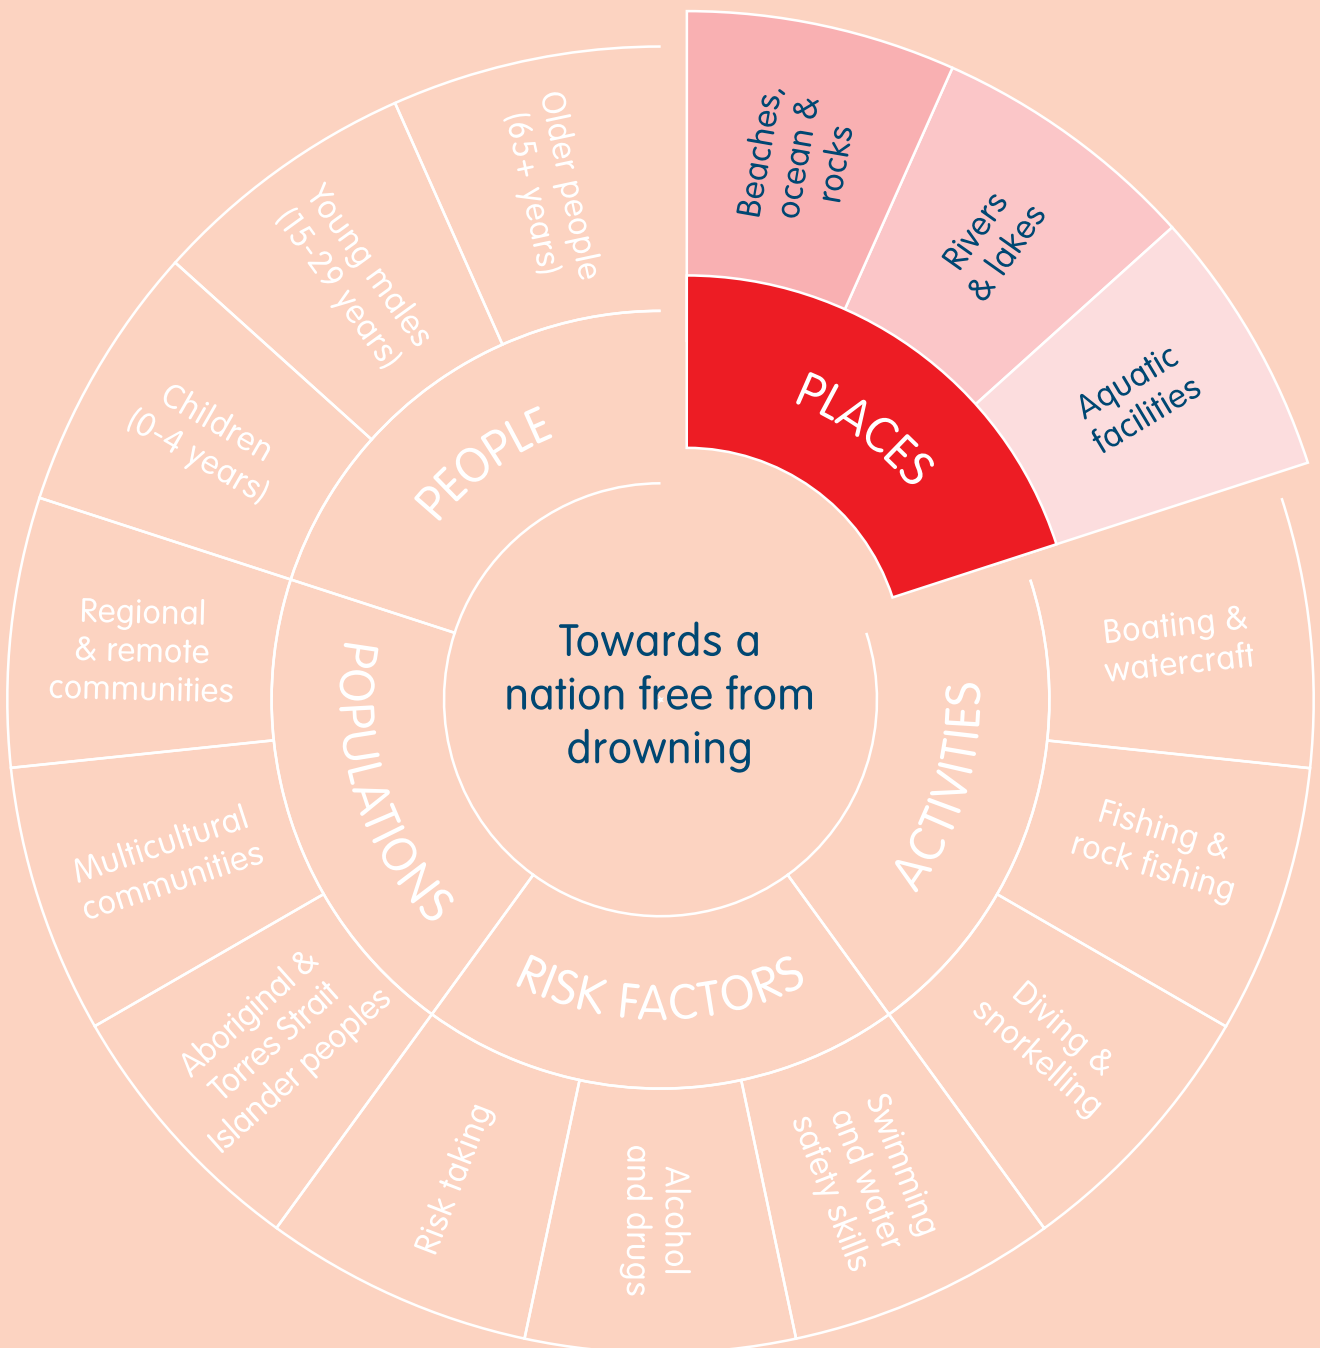 Towards a
nation free from
drowning
PLACES
Beaches,
ocean &
rocks
Rivers
& lakes
Aquatic
facilities
ACTIVITIES
Boating &
watercraft
Fishing &
rock fishing
Diving &
snorkelling
RISK FACTORS
Swimming
and water
safety skills
Alcohol
and drugs
Risk taking
POPULATIONS
Aboriginal &
Torres Strait
Islander peoples
Multicultural
communities
Regional
& remote
communities
PEOPLE
Children
(0-4 years)
Young males
(15-29 years)
Older people
(65+ years)